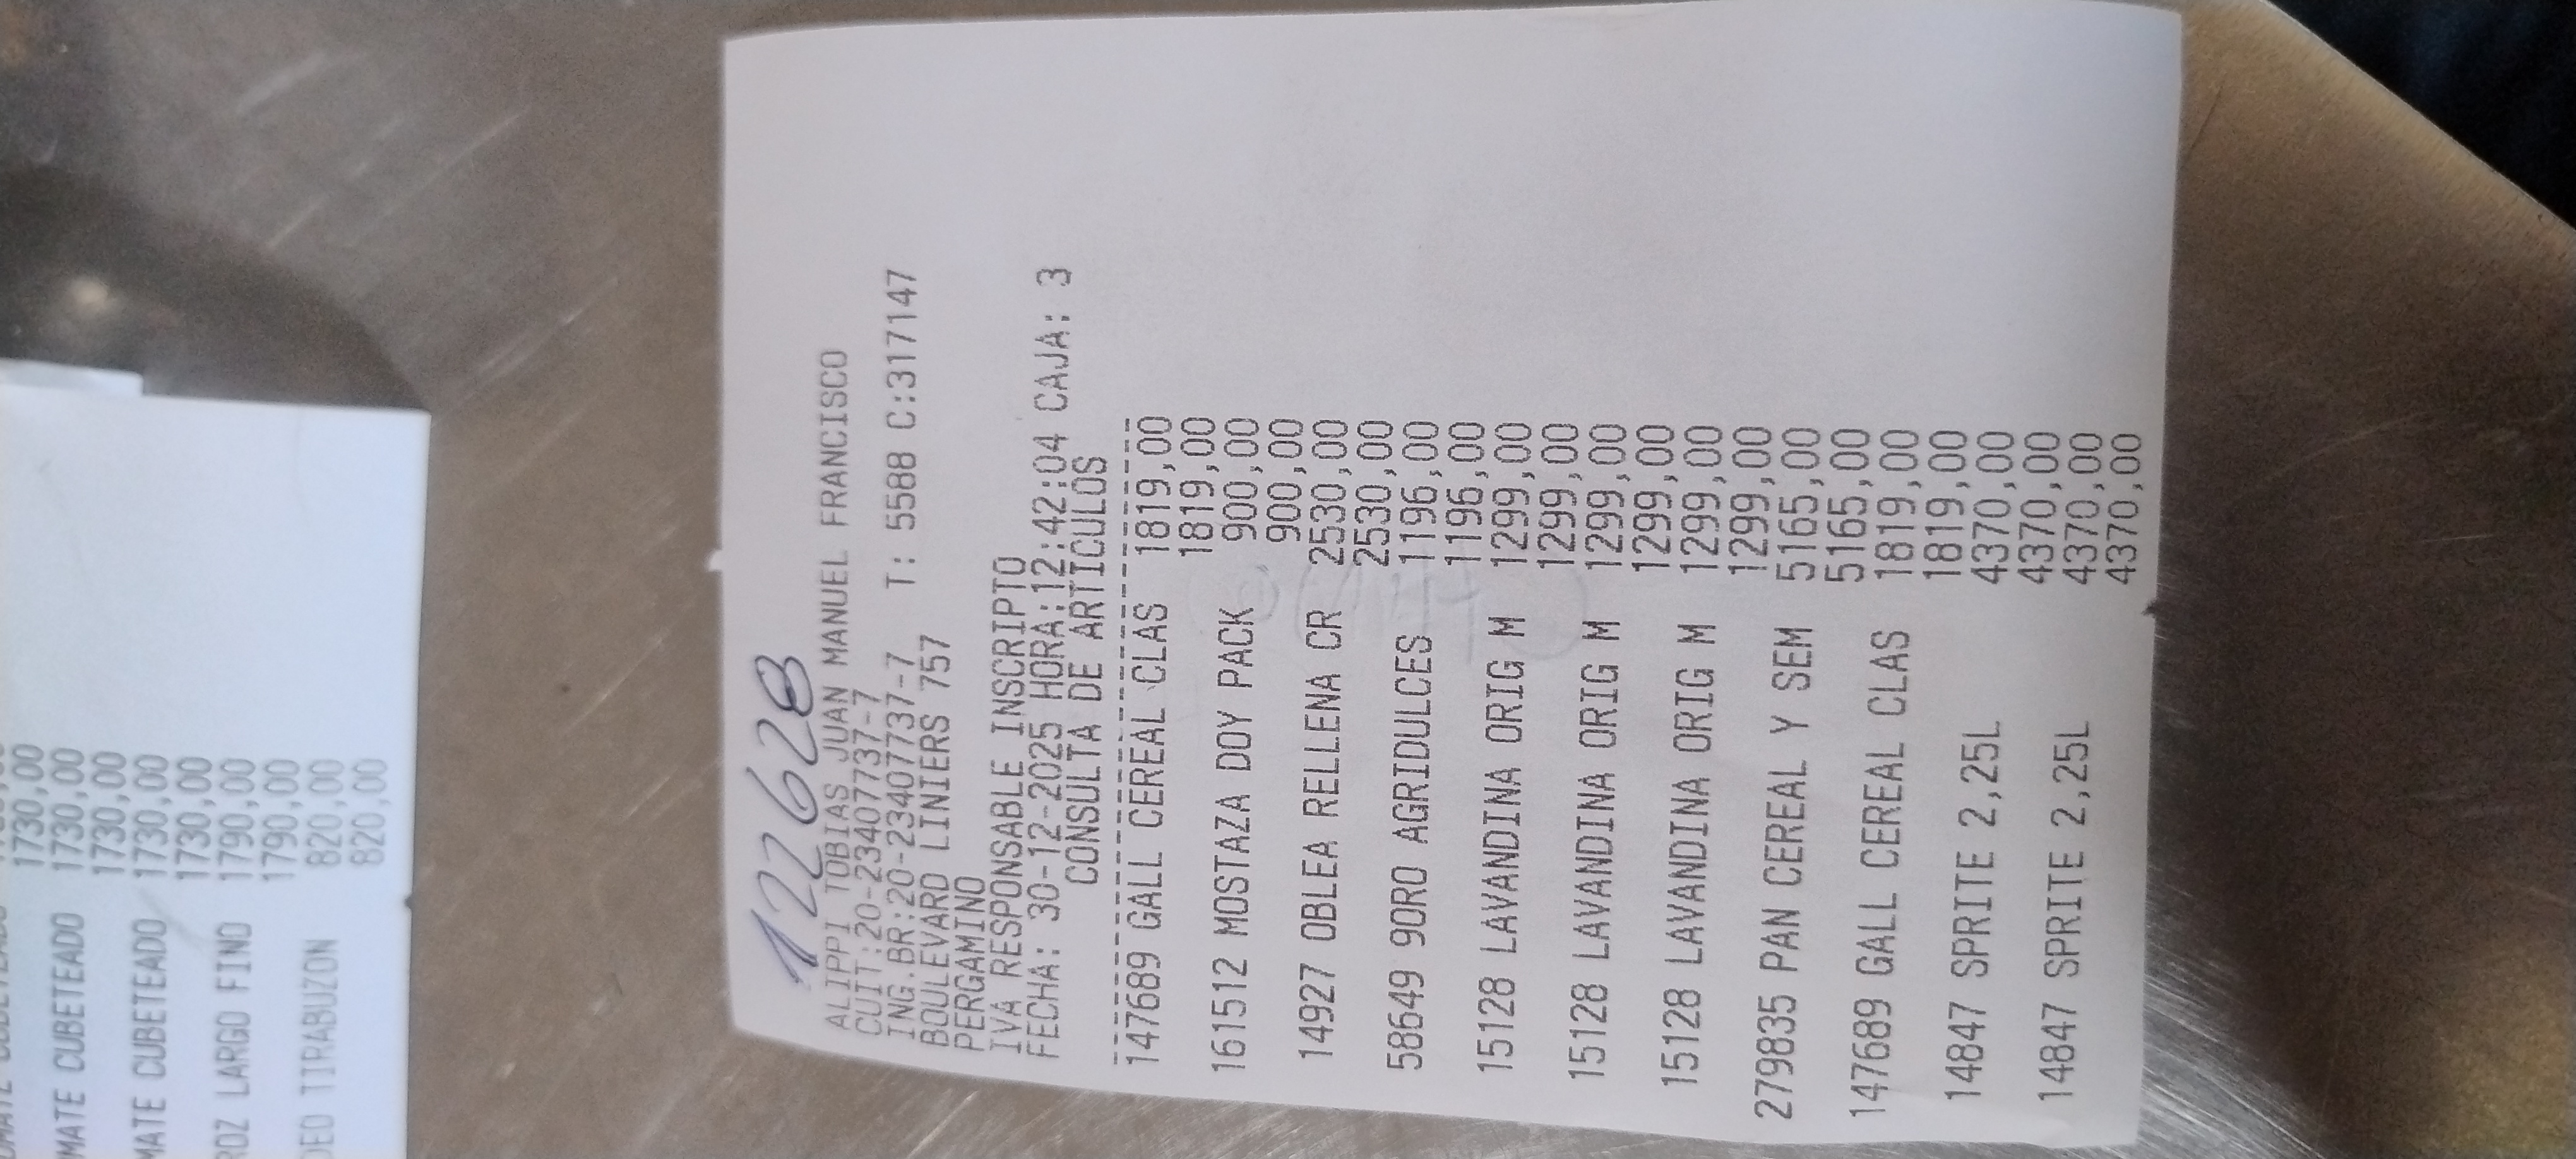 1730,00
MATE CUBETEADO 1730,00
1730,00
MATE CUBETEADO 1730,00
1730,00
ROZ LARGO FINO 1790,00
1790,00
DEO TIRABUZON 820,00
820,00
122628
ALIPPI TOBIAS JUAN MANUEL FRANCISCO
CUIT:20-23407737-7
ING.BR:20-23407737-7 T: 5588 C:317147
BOULEVARD LINIERS 757
PERGAMINO
IVA RESPONSABLE INSCRIPTO
FECHA: 30-12-2025 HORA:12:42:04 CAJA: 3
CONSULTA DE ARTICULOS
147689 GALL CEREAL CLAS 1819,00
1819,00
161512 MOSTAZA DOY PACK 900,00
900,00
14927 OBLEA RELLENA CR 2530,00
2530,00
58649 9ORO AGRIDULCES 1196,00
1196,00
15128 LAVANDINA ORIG M 1299,00
1299,00
15128 LAVANDINA ORIG M 1299,00
1299,00
15128 LAVANDINA ORIG M 1299,00
1299,00
279835 PAN CEREAL Y SEM 5165,00
5165,00
147689 GALL CEREAL CLAS 1819,00
1819,00
14847 SPRITE 2,25L 4370,00
4370,00
14847 SPRITE 2,25L 4370,00
4370,00